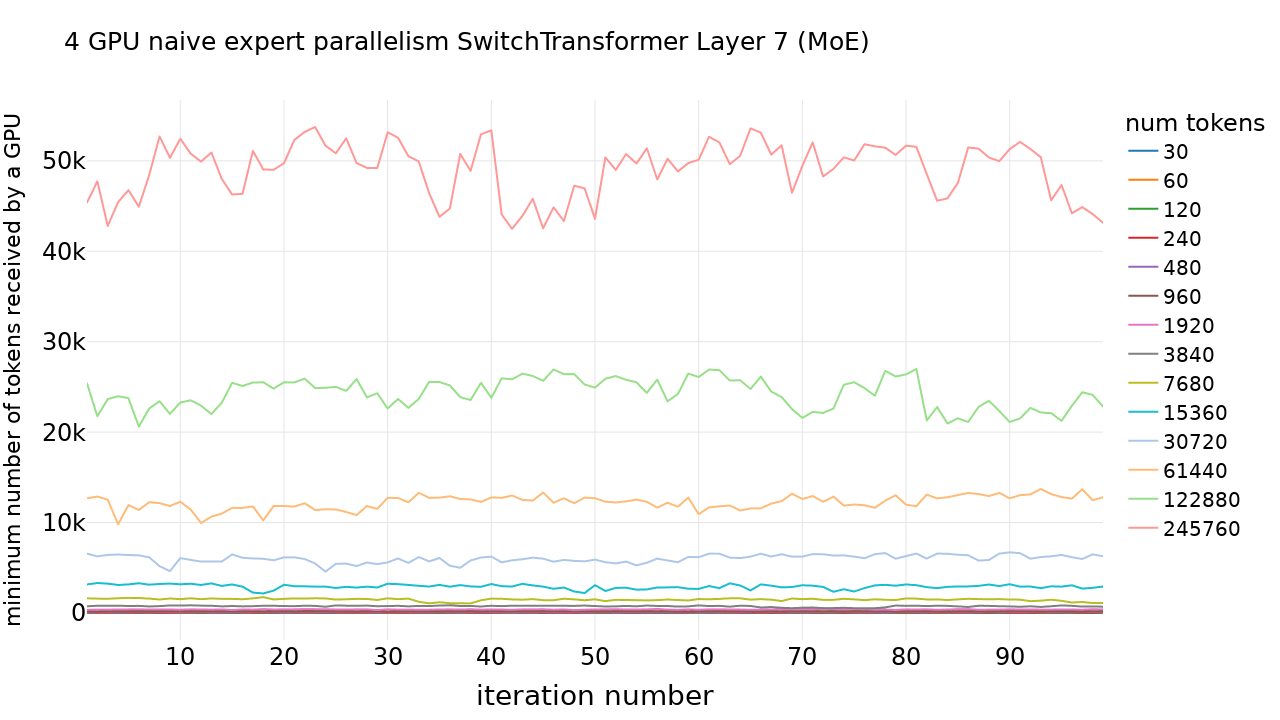 4 GPU naive expert parallelism SwitchTransformer Layer 7 (MoE)
minimum number of tokens received by a GPU
50k
40k
30k
20k
10k
0
10 20 30 40 50 60 70 80 90
iteration number
num tokens
30
60
120
240
480
960
1920
3840
7680
15360
30720
61440
122880
245760